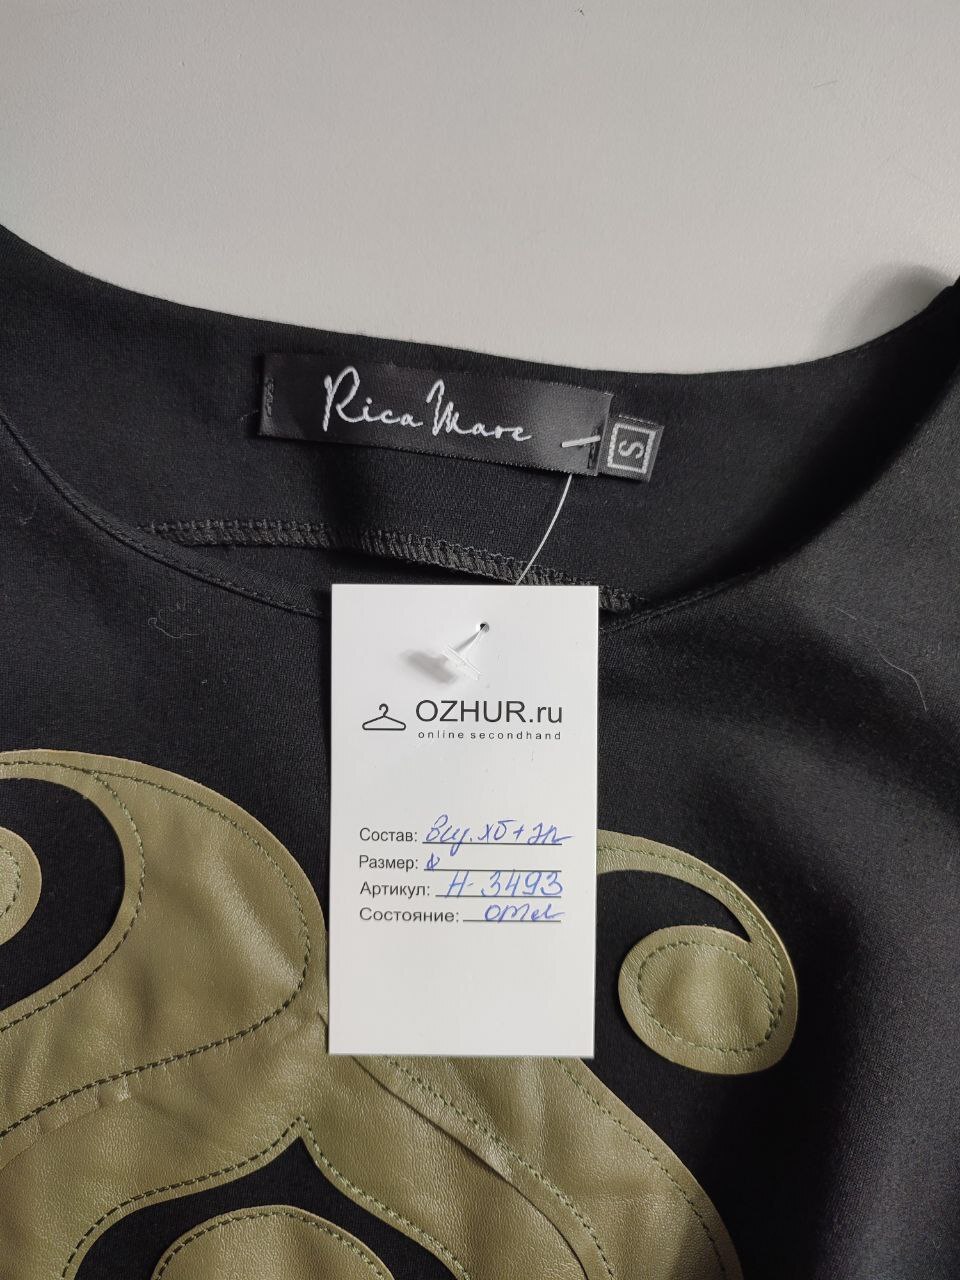 Rica Mare
S
OZHUR.ru
online secondhand
Состав: виск. хб + эл
Размер:
Артикул: Н-3493
Состояние: отл